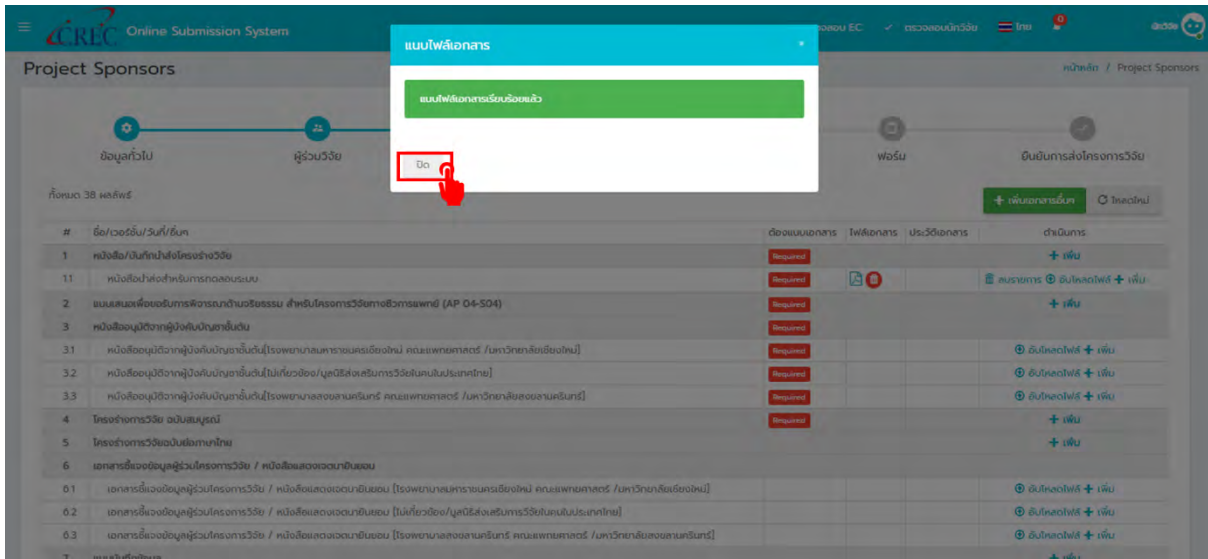 CREC Online Submission System
อบ EC ✓ ตรวจสอบนักวิจัย ไทย 0 นักวิจัย
แนบไฟล์เอกสาร ×
Project Sponsors
หน้าหลัก / Project Sponsors
แนบไฟล์เอกสารเรียบร้อยแล้ว
ปิด
ข้อมูลทั่วไป ผู้ร่วมวิจัย ฟอร์ม ยืนยันการส่งโครงการวิจัย
ทั้งหมด 38 ผลลัพธ์
+ เพิ่มเอกสารอื่นๆ โหลดใหม่
# ชื่อ/เวอร์ชั่น/วันที่/อื่นๆ ต้องแนบเอกสาร ไฟล์เอกสาร ประวัติเอกสาร ดำเนินการ
1 หนังสือ/บันทึกนำส่งโครงร่างวิจัย Required + เพิ่ม
1.1 หนังสือนำส่งสำหรับการทดสอบระบบ Required ลบรายการ อัปโหลดไฟล์ + เพิ่ม
2 แบบเสนอเพื่อขอรับการพิจารณาด้านจริยธรรม สำหรับโครงการวิจัยทางชีวการแพทย์ (AP 04-S04) Required + เพิ่ม
3 หนังสืออนุมัติจากผู้บังคับบัญชาชั้นต้น Required
3.1 หนังสืออนุมัติจากผู้บังคับบัญชาชั้นต้น[โรงพยาบาลมหาราชนครเชียงใหม่ คณะแพทยศาสตร์ /มหาวิทยาลัยเชียงใหม่] Required อัปโหลดไฟล์ + เพิ่ม
3.2 หนังสืออนุมัติจากผู้บังคับบัญชาชั้นต้น[ไม่เกี่ยวข้อง/มูลนิธิส่งเสริมการวิจัยในคนในประเทศไทย] Required อัปโหลดไฟล์ + เพิ่ม
3.3 หนังสืออนุมัติจากผู้บังคับบัญชาชั้นต้น[โรงพยาบาลสงขลานครินทร์ คณะแพทยศาสตร์ /มหาวิทยาลัยสงขลานครินทร์] Required อัปโหลดไฟล์ + เพิ่ม
4 โครงร่างการวิจัย ฉบับสมบูรณ์ Required + เพิ่ม
5 โครงร่างการวิจัยฉบับย่อภาษาไทย + เพิ่ม
6 เอกสารชี้แจงข้อมูลผู้ร่วมโครงการวิจัย / หนังสือแสดงเจตนายินยอม
6.1 เอกสารชี้แจงข้อมูลผู้ร่วมโครงการวิจัย / หนังสือแสดงเจตนายินยอม [โรงพยาบาลมหาราชนครเชียงใหม่ คณะแพทยศาสตร์ /มหาวิทยาลัยเชียงใหม่] อัปโหลดไฟล์ + เพิ่ม
6.2 เอกสารชี้แจงข้อมูลผู้ร่วมโครงการวิจัย / หนังสือแสดงเจตนายินยอม [ไม่เกี่ยวข้อง/มูลนิธิส่งเสริมการวิจัยในคนในประเทศไทย] อัปโหลดไฟล์ + เพิ่ม
6.3 เอกสารชี้แจงข้อมูลผู้ร่วมโครงการวิจัย / หนังสือแสดงเจตนายินยอม [โรงพยาบาลสงขลานครินทร์ คณะแพทยศาสตร์ /มหาวิทยาลัยสงขลานครินทร์] อัปโหลดไฟล์ + เพิ่ม
7 แบบบันทึกข้อมูล + เพิ่ม